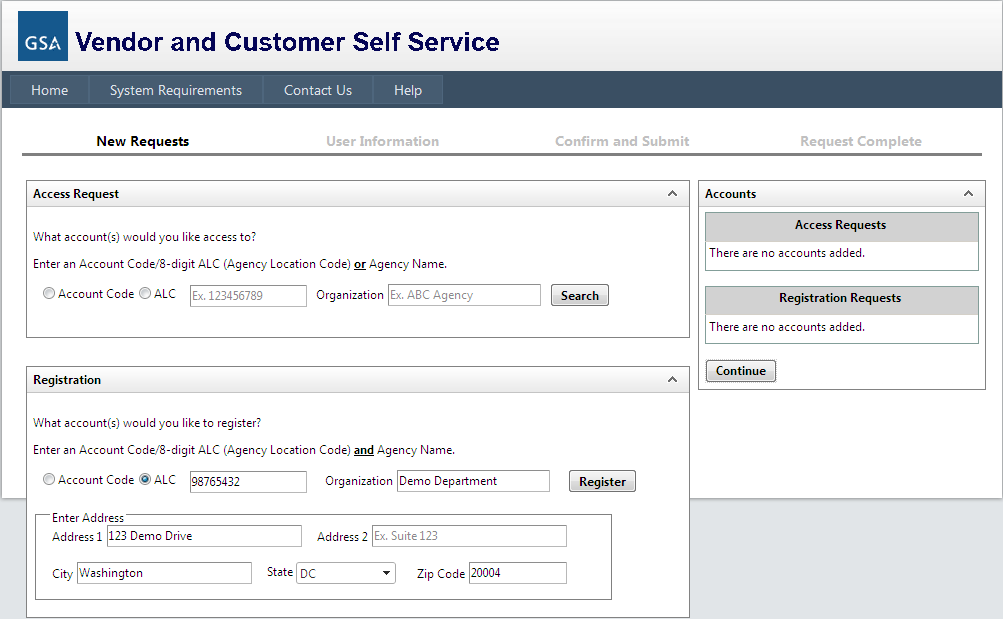 GSA Vendor and Customer Self Service
Home System Requirements Contact Us Help
New Requests User Information Confirm and Submit Request Complete
Access Request
What account(s) would you like access to?
Enter an Account Code/8-digit ALC (Agency Location Code) or Agency Name.
Account Code ALC Ex. 123456789 Organization Ex. ABC Agency Search
Accounts
Access Requests
There are no accounts added.
Registration Requests
There are no accounts added.
Continue
Registration
What account(s) would you like to register?
Enter an Account Code/8-digit ALC (Agency Location Code) and Agency Name.
Account Code ALC 98765432 Organization Demo Department Register
Enter Address
Address 1 123 Demo Drive Address 2 Ex. Suite 123
City Washington State DC Zip Code 20004